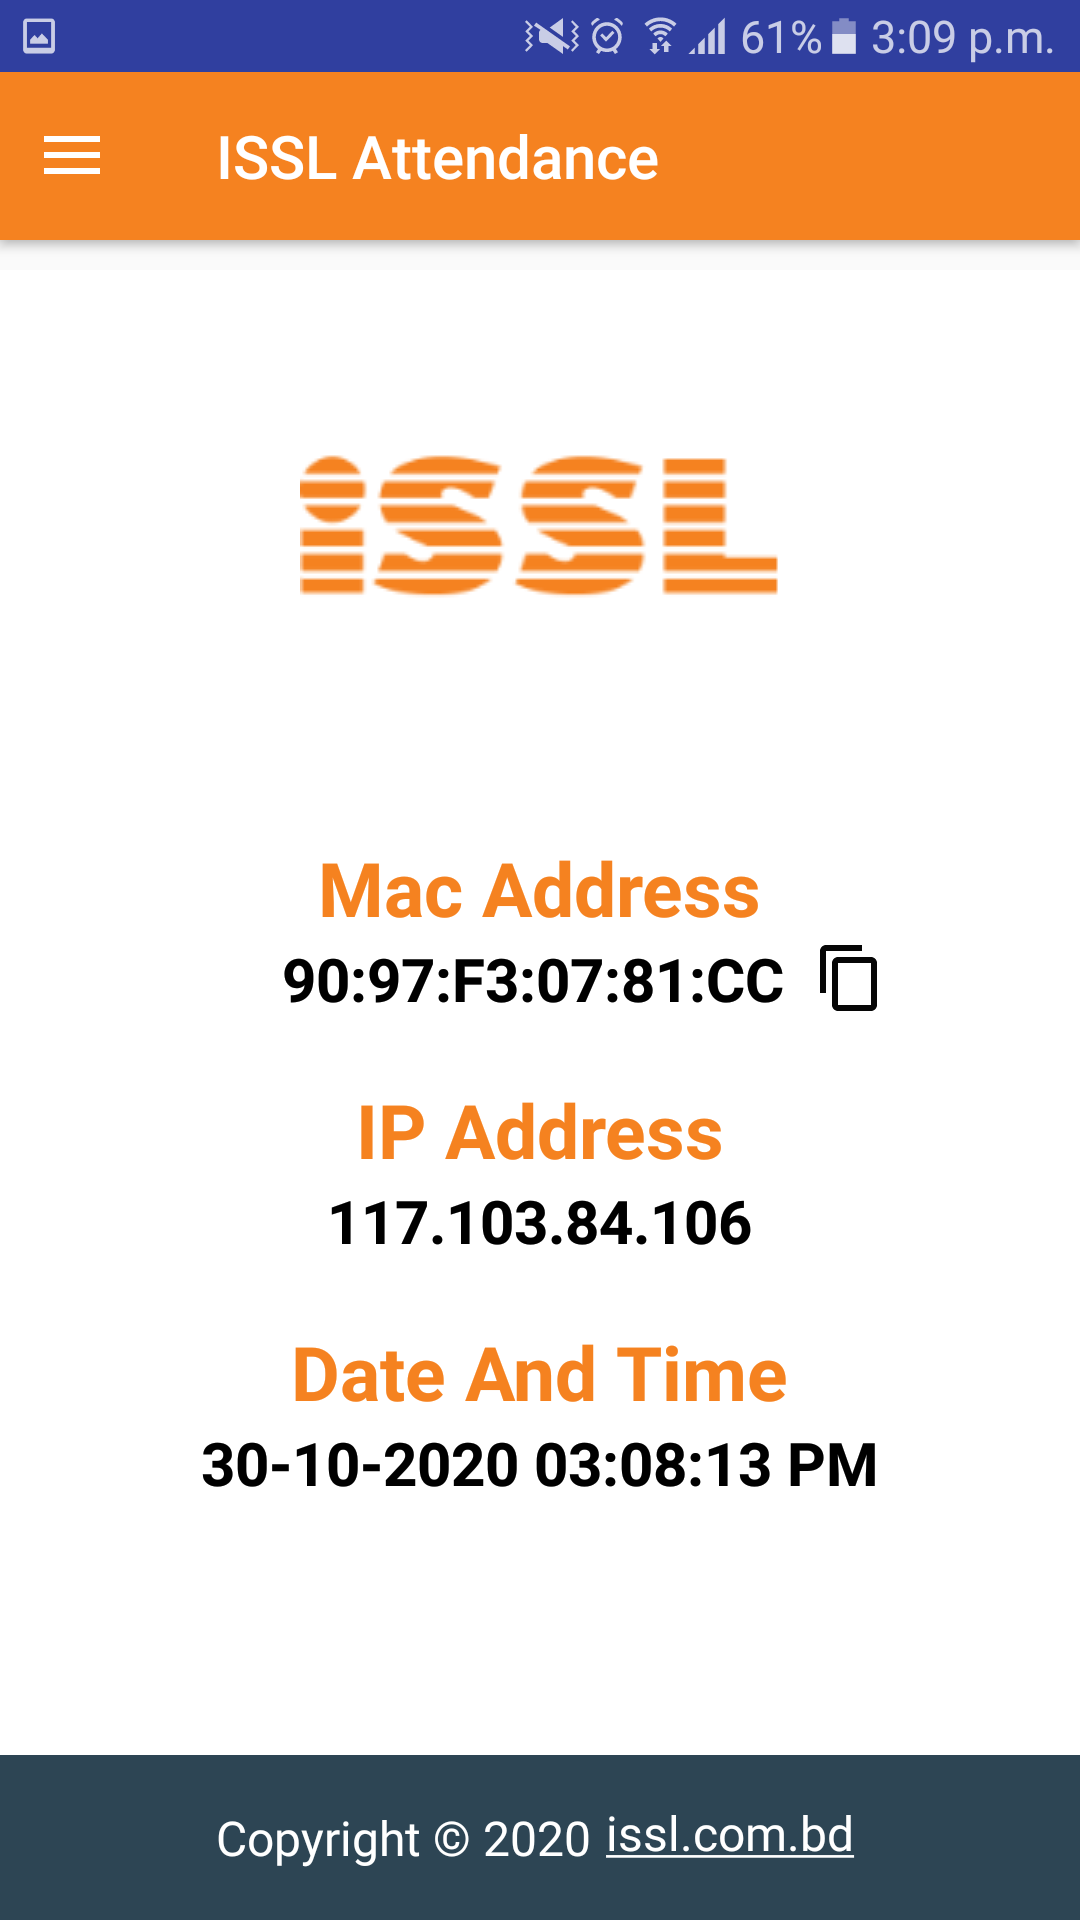 61% 3:09 p.m.
ISSL Attendance
iSSL
Mac Address
90:97:F3:07:81:CC
IP Address
117.103.84.106
Date And Time
30-10-2020 03:08:13 PM
Copyright © 2020 issl.com.bd